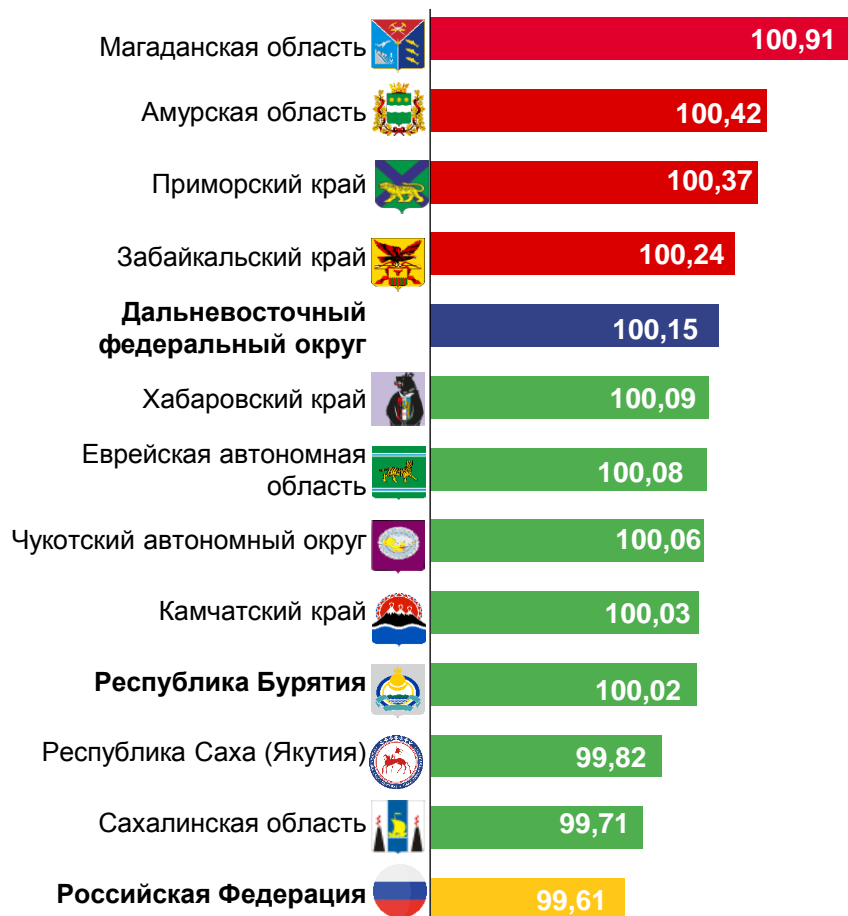 Магаданская область 100,91
Амурская область 100,42
Приморский край 100,37
Забайкальский край 100,24
Дальневосточный
федеральный округ 100,15
Хабаровский край 100,09
Еврейская автономная
область 100,08
Чукотский автономный округ 100,06
Камчатский край 100,03
Республика Бурятия 100,02
Республика Саха (Якутия) 99,82
Сахалинская область 99,71
Российская Федерация 99,61